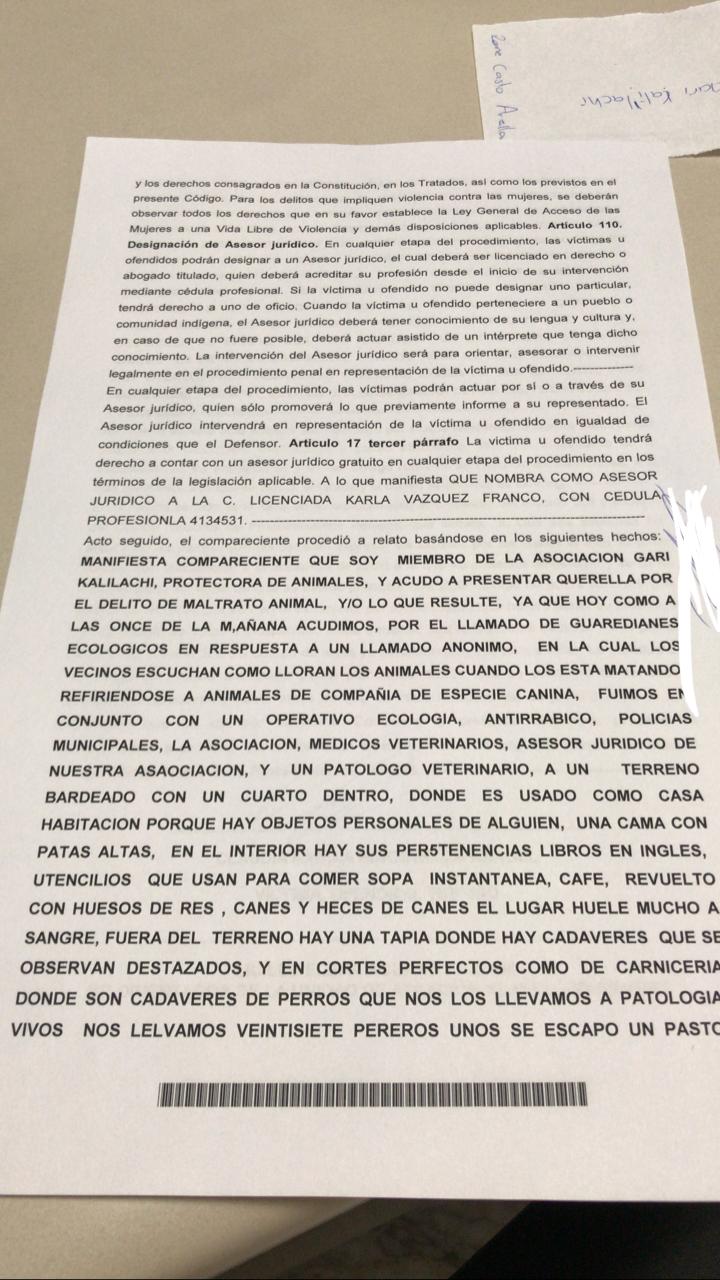 Gari Kalilachi
y los derechos consagrados en la Constitución, en los Tratados, así como los previstos en el
presente Código. Para los delitos que impliquen violencia contra las mujeres, se deberán
observar todos los derechos que en su favor establece la Ley General de Acceso de las
Mujeres a una Vida Libre de Violencia y demás disposiciones aplicables. Artículo 110.
Designación de Asesor jurídico. En cualquier etapa del procedimiento, las víctimas u
ofendidos podrán designar a un Asesor jurídico, el cual deberá ser licenciado en derecho o
abogado titulado, quien deberá acreditar su profesión desde el inicio de su intervención
mediante cédula profesional. Si la víctima u ofendido no puede designar uno particular,
tendrá derecho a uno de oficio. Cuando la víctima u ofendido perteneciere a un pueblo o
comunidad indígena, el Asesor jurídico deberá tener conocimiento de su lengua y cultura y,
en caso de que no fuere posible, deberá actuar asistido de un intérprete que tenga dicho
conocimiento. La intervención del Asesor jurídico será para orientar, asesorar o intervenir
legalmente en el procedimiento penal en representación de la víctima u ofendido.--------------
En cualquier etapa del procedimiento, las víctimas podrán actuar por sí o a través de su
Asesor jurídico, quien sólo promoverá lo que previamente informe a su representado. El
Asesor jurídico intervendrá en representación de la víctima u ofendido en igualdad de
condiciones que el Defensor. Articulo 17 tercer párrafo La victima u ofendido tendrá
derecho a contar con un asesor jurídico gratuito en cualquier etapa del procedimiento en los
términos de la legislación aplicable. A lo que manifiesta QUE NOMBRA COMO ASESOR
JURIDICO A LA C. LICENCIADA KARLA VAZQUEZ FRANCO, CON CEDULA
PROFESIONLA 4134531. ----------------------------------------------------------------
Acto seguido, el compareciente procedió a relato basándose en los siguientes hechos:
MANIFIESTA COMPARECIENTE QUE SOY MIEMBRO DE LA ASOCIACION GARI
KALILACHI, PROTECTORA DE ANIMALES, Y ACUDO A PRESENTAR QUERELLA POR
EL DELITO DE MALTRATO ANIMAL, Y/O LO QUE RESULTE, YA QUE HOY COMO A
LAS ONCE DE LA M,AÑANA ACUDIMOS, POR EL LLAMADO DE GUAREDIANES
ECOLOGICOS EN RESPUESTA A UN LLAMADO ANONIMO, EN LA CUAL LOS
VECINOS ESCUCHAN COMO LLORAN LOS ANIMALES CUANDO LOS ESTA MATANDO
REFIRIENDOSE A ANIMALES DE COMPAÑIA DE ESPECIE CANINA, FUIMOS EN
CONJUNTO CON UN OPERATIVO ECOLOGIA, ANTIRRABICO, POLICIAS
MUNICIPALES, LA ASOCIACION, MEDICOS VETERINARIOS, ASESOR JURIDICO DE
NUESTRA ASAOCIACION, Y UN PATOLOGO VETERINARIO, A UN TERRENO
BARDEADO CON UN CUARTO DENTRO, DONDE ES USADO COMO CASA
HABITACION PORQUE HAY OBJETOS PERSONALES DE ALGUIEN, UNA CAMA CON
PATAS ALTAS, EN EL INTERIOR HAY SUS PER5TENENCIAS LIBROS EN INGLES,
UTENCILIOS QUE USAN PARA COMER SOPA INSTANTANEA, CAFE, REVUELTO
CON HUESOS DE RES , CANES Y HECES DE CANES EL LUGAR HUELE MUCHO A
SANGRE, FUERA DEL TERRENO HAY UNA TAPIA DONDE HAY CADAVERES QUE SE
OBSERVAN DESTAZADOS, Y EN CORTES PERFECTOS COMO DE CARNICERIA
DONDE SON CADAVERES DE PERROS QUE NOS LOS LLEVAMOS A PATOLOGIA
VIVOS NOS LELVAMOS VEINTISIETE PEREROS UNOS SE ESCAPO UN PASTO